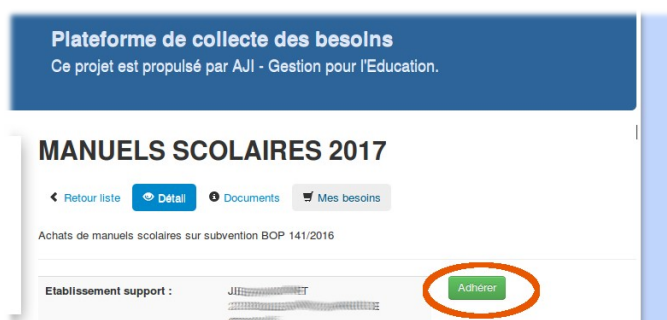 Plateforme de collecte des besoins
Ce projet est propulsé par AJI - Gestion pour l'Education.
MANUELS SCOLAIRES 2017
Retour liste Détail Documents Mes besoins
Achats de manuels scolaires sur subvention BOP 141/2016
Etablissement support : Adhérer